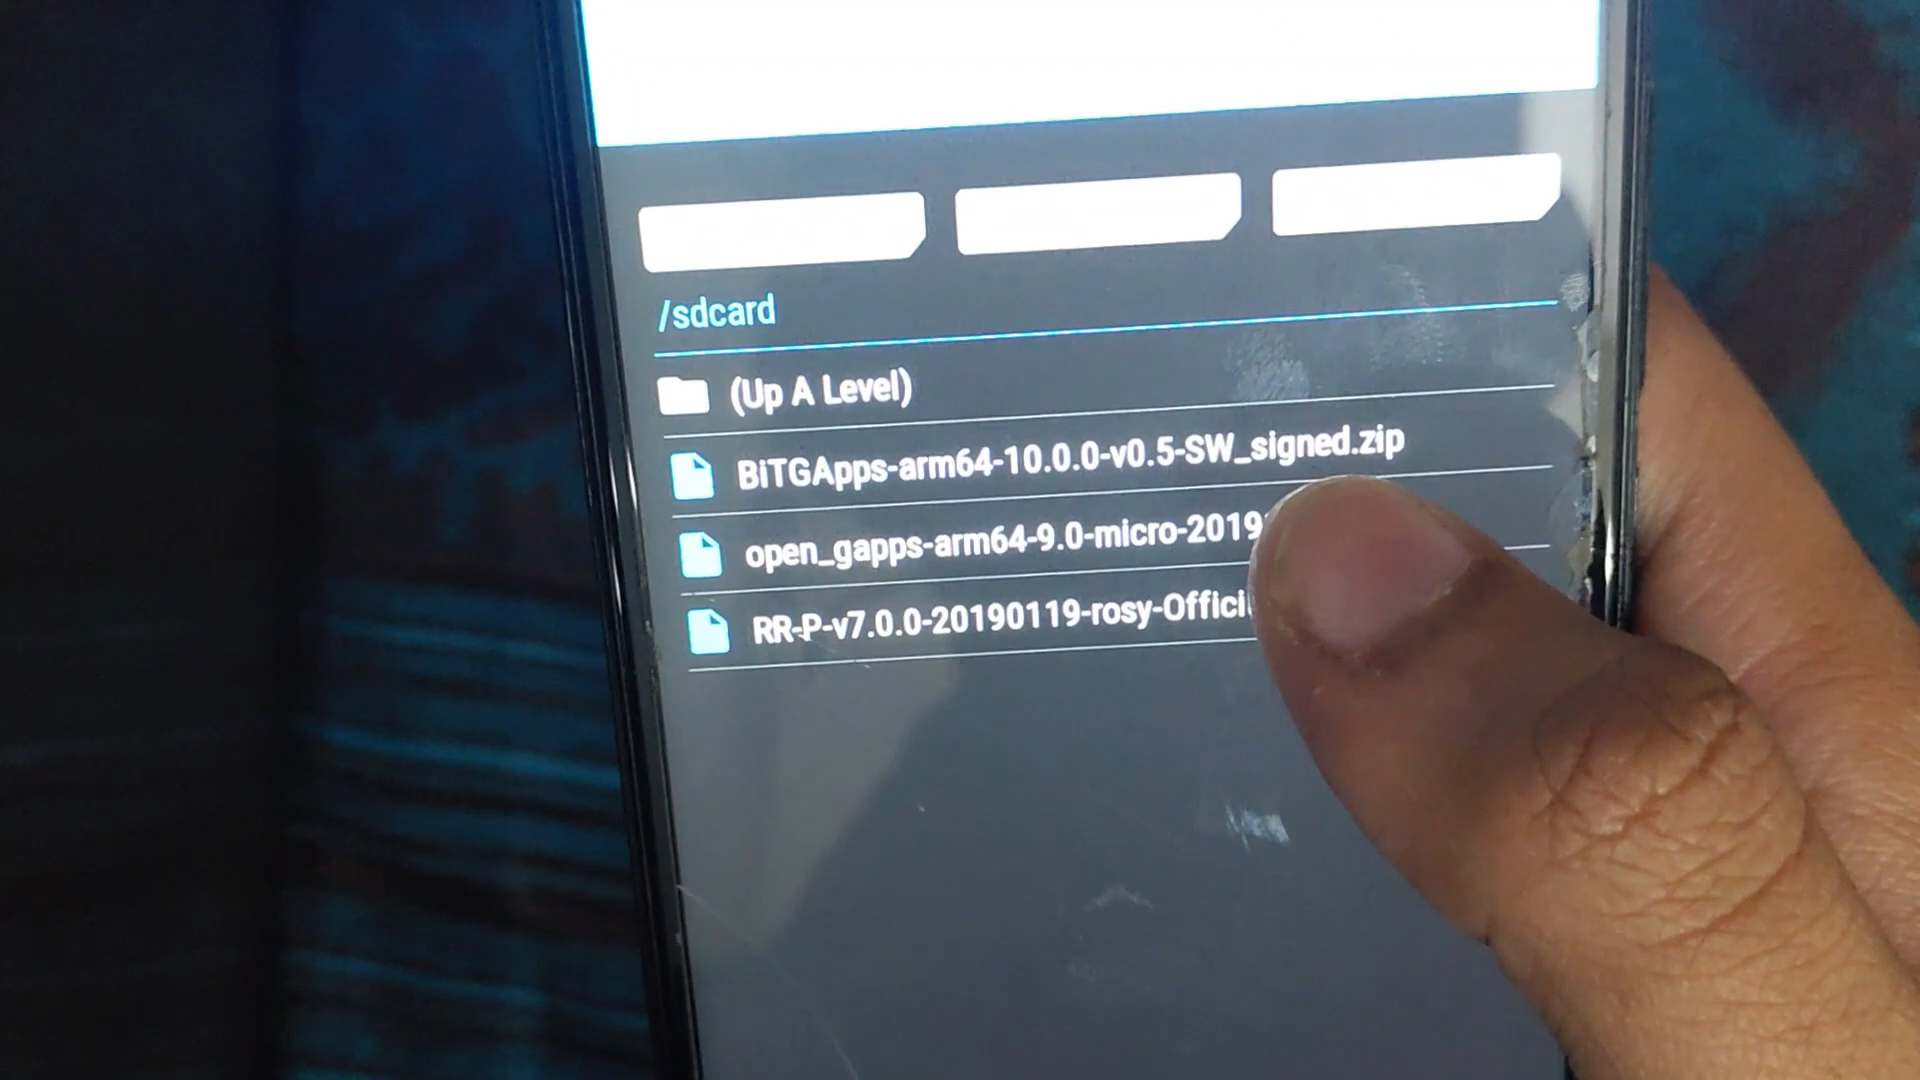 /sdcard
(Up A Level)
BiTGApps-arm64-10.0.0-v0.5-SW_signed.zip
open_gapps-arm64-9.0-micro-2019
RR-P-v7.0.0-20190119-rosy-Offici